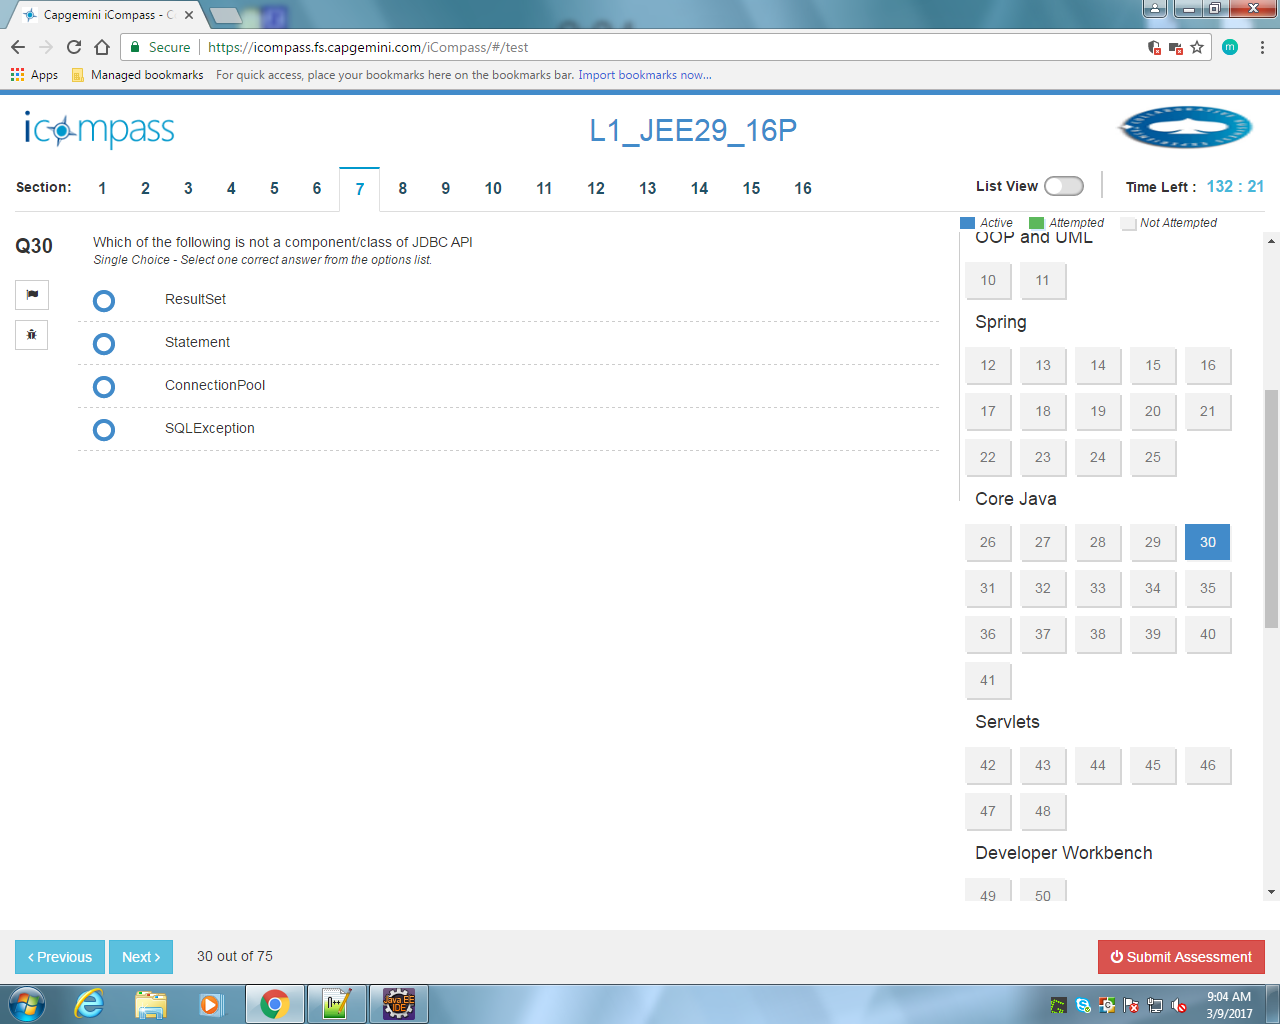 Capgemini iCompass - C
Secure
https://icompass.fs.capgemini.com/iCompass/#/test
m
Apps
Managed bookmarks
For quick access, place your bookmarks here on the bookmarks bar. Import bookmarks now...
icompass
L1_JEE29_16P
Section: 1 2 3 4 5 6 7 8 9 10 11 12 13 14 15 16
List View
Time Left : 132 : 21
Active Attempted Not Attempted
Q30
Which of the following is not a component/class of JDBC API
Single Choice - Select one correct answer from the options list.
ResultSet
Statement
ConnectionPool
SQLException
OOP and UML
10 11
Spring
12 13 14 15 16
17 18 19 20 21
22 23 24 25
Core Java
26 27 28 29 30
31 32 33 34 35
36 37 38 39 40
41
Servlets
42 43 44 45 46
47 48
Developer Workbench
49 50
‹ Previous
Next ›
30 out of 75
Submit Assessment
Java EE
IDE
9:04 AM
3/9/2017